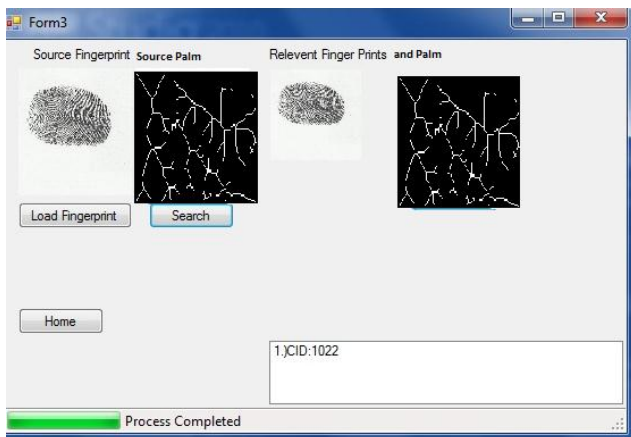 Form3
Source Fingerprint Source Palm Relevent Finger Prints and Palm
Load Fingerprint Search
Home
1.)CID:1022
Process Completed